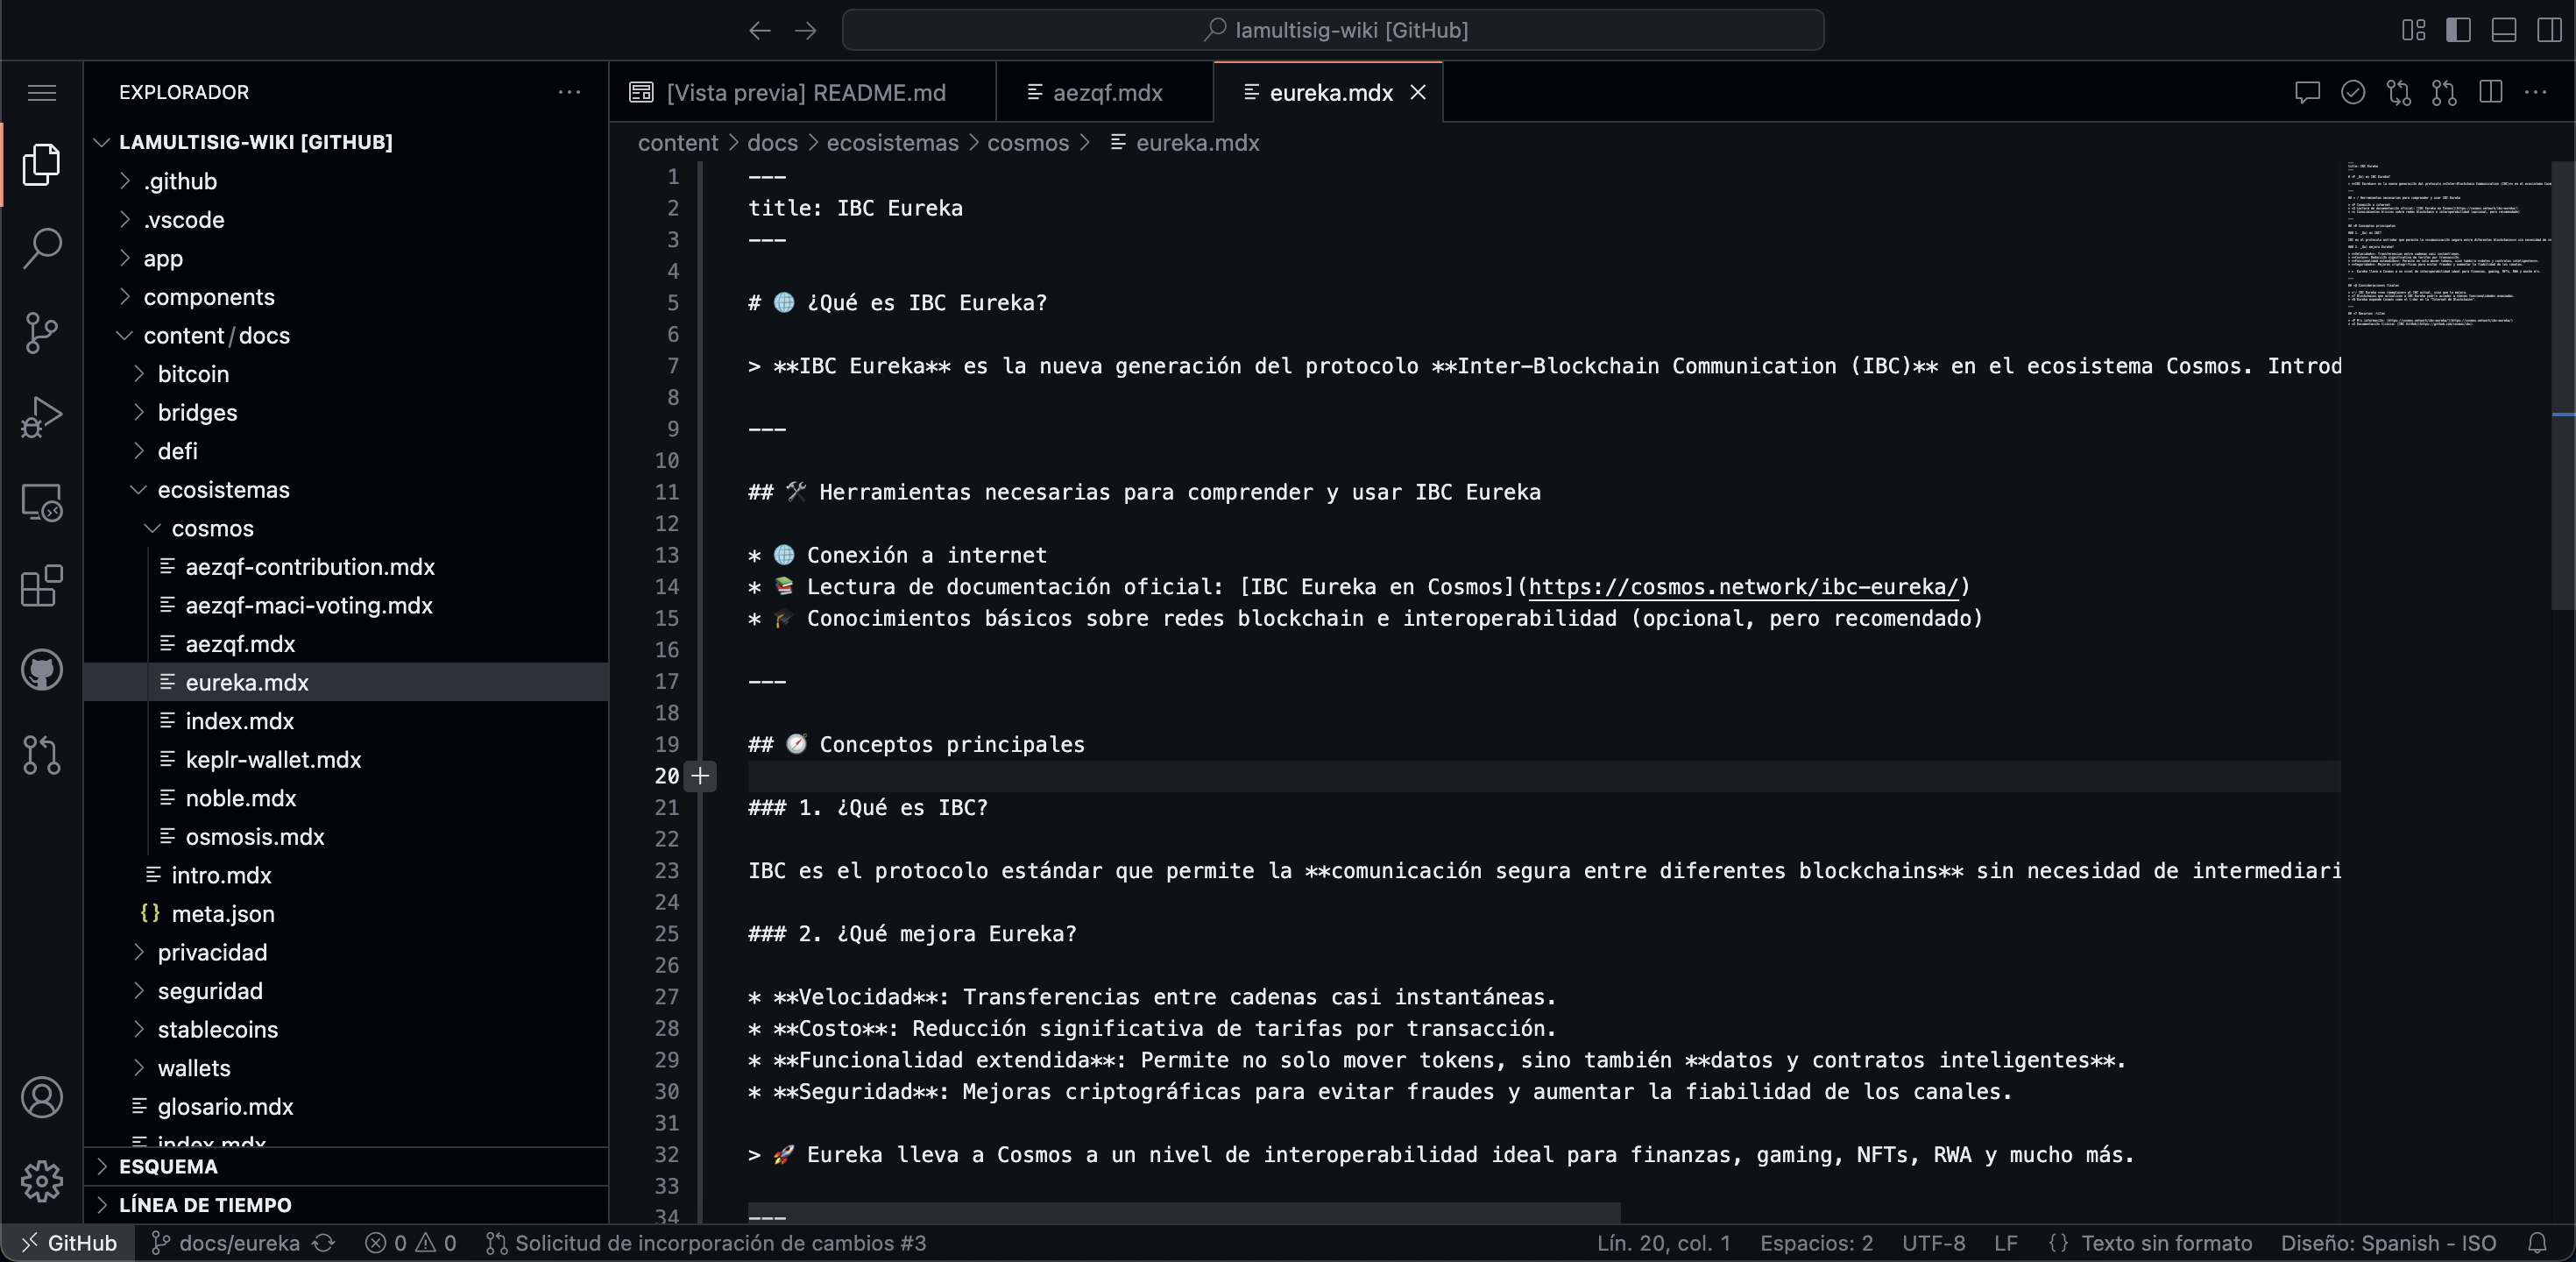 lamultisig-wiki [GitHub]
EXPLORADOR
LAMULTISIG-WIKI [GITHUB]
.github
.vscode
app
components
content/docs
bitcoin
bridges
defi
ecosistemas
cosmos
aezqf-contribution.mdx
aezqf-maci-voting.mdx
aezqf.mdx
eureka.mdx
index.mdx
keplr-wallet.mdx
noble.mdx
osmosis.mdx
intro.mdx
{} meta.json
privacidad
seguridad
stablecoins
wallets
glosario.mdx
index.mdx
ESQUEMA
LÍNEA DE TIEMPO
[Vista previa] README.md
aezqf.mdx
eureka.mdx
content > docs > ecosistemas > cosmos > eureka.mdx
1 ---
2 title: IBC Eureka
3 ---
4
5 # 🌐 ¿Qué es IBC Eureka?
6
7 > **IBC Eureka** es la nueva generación del protocolo **Inter-Blockchain Communication (IBC)** en el ecosistema Cosmos. Introd
8
9 ---
10
11 ## 🛠 Herramientas necesarias para comprender y usar IBC Eureka
12
13 * 🌐 Conexión a internet
14 * 📚 Lectura de documentación oficial: [IBC Eureka en Cosmos](https://cosmos.network/ibc-eureka/)
15 * 🎓 Conocimientos básicos sobre redes blockchain e interoperabilidad (opcional, pero recomendado)
16
17 ---
18
19 ## 🧭 Conceptos principales
20
21 ### 1. ¿Qué es IBC?
22
23 IBC es el protocolo estándar que permite la **comunicación segura entre diferentes blockchains** sin necesidad de intermediari
24
25 ### 2. ¿Qué mejora Eureka?
26
27 * **Velocidad**: Transferencias entre cadenas casi instantáneas.
28 * **Costo**: Reducción significativa de tarifas por transacción.
29 * **Funcionalidad extendida**: Permite no solo mover tokens, sino también **datos y contratos inteligentes**.
30 * **Seguridad**: Mejoras criptográficas para evitar fraudes y aumentar la fiabilidad de los canales.
31
32 > 🚀 Eureka lleva a Cosmos a un nivel de interoperabilidad ideal para finanzas, gaming, NFTs, RWA y mucho más.
33
34 ---
GitHub docs/eureka 0 0 Solicitud de incorporación de cambios #3 Lín. 20, col. 1 Espacios: 2 UTF-8 LF {} Texto sin formato Diseño: Spanish - ISO